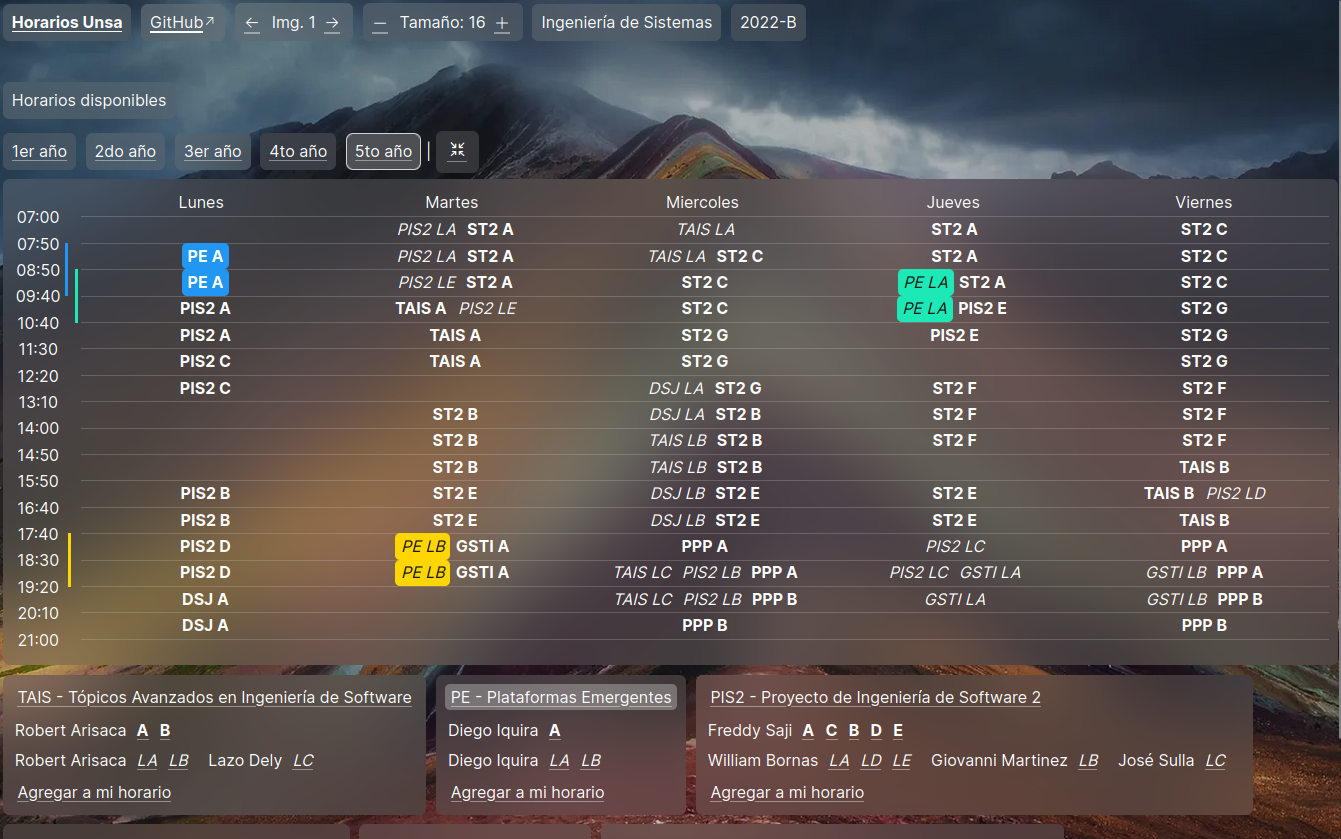 Horarios Unsa GitHub↗ ← Img. 1 → — Tamaño: 16 + Ingeniería de Sistemas 2022-B
Horarios disponibles
1er año 2do año 3er año 4to año 5to año |
Lunes Martes Miercoles Jueves Viernes
07:00
PIS2 LA ST2 A TAIS LA ST2 A ST2 C
07:50
PE A PIS2 LA ST2 A TAIS LA ST2 C ST2 A ST2 C
08:50
PE A PIS2 LE ST2 A ST2 C PE LA ST2 A ST2 C
09:40
PIS2 A TAIS A PIS2 LE ST2 C PE LA PIS2 E ST2 G
10:40
PIS2 A TAIS A ST2 G PIS2 E ST2 G
11:30
PIS2 C TAIS A ST2 G ST2 G
12:20
PIS2 C DSJ LA ST2 G ST2 F ST2 F
13:10
ST2 B DSJ LA ST2 B ST2 F ST2 F
14:00
ST2 B TAIS LB ST2 B ST2 F ST2 F
14:50
ST2 B TAIS LB ST2 B TAIS B
15:50
PIS2 B ST2 E DSJ LB ST2 E ST2 E TAIS B PIS2 LD
16:40
PIS2 B ST2 E DSJ LB ST2 E ST2 E TAIS B
17:40
PIS2 D PE LB GSTI A PPP A PIS2 LC PPP A
18:30
PIS2 D PE LB GSTI A TAIS LC PIS2 LB PPP A PIS2 LC GSTI LA GSTI LB PPP A
19:20
DSJ A TAIS LC PIS2 LB PPP B GSTI LA GSTI LB PPP B
20:10
DSJ A PPP B PPP B
21:00
TAIS - Tópicos Avanzados en Ingeniería de Software
Robert Arisaca A B
Robert Arisaca LA LB Lazo Dely LC
Agregar a mi horario
PE - Plataformas Emergentes
Diego Iquira A
Diego Iquira LA LB
Agregar a mi horario
PIS2 - Proyecto de Ingeniería de Software 2
Freddy Saji A C B D E
William Bornas LA LD LE Giovanni Martinez LB José Sulla LC
Agregar a mi horario